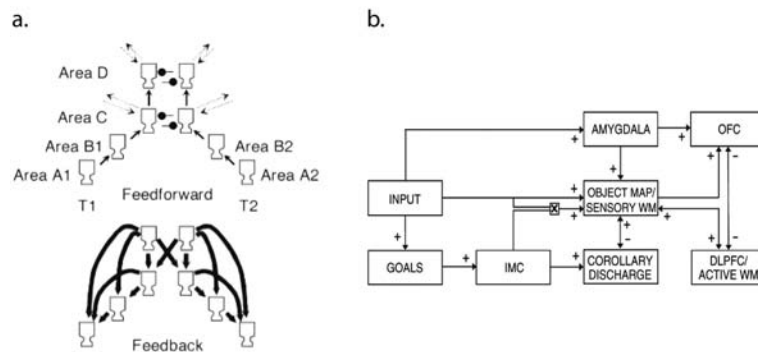 a.
Area D
Area C
Area B1
Area B2
Area A1
Area A2
T1
Feedforward
T2
Feedback
b.
AMYGDALA
+
OFC
+
+
+
-
INPUT
+
OBJECT MAP/
SENSORY WM
X
+
+
+
+
-
+
-
GOALS
+
IMC
+
COROLLARY
DISCHARGE
DLPFC/
ACTIVE WM